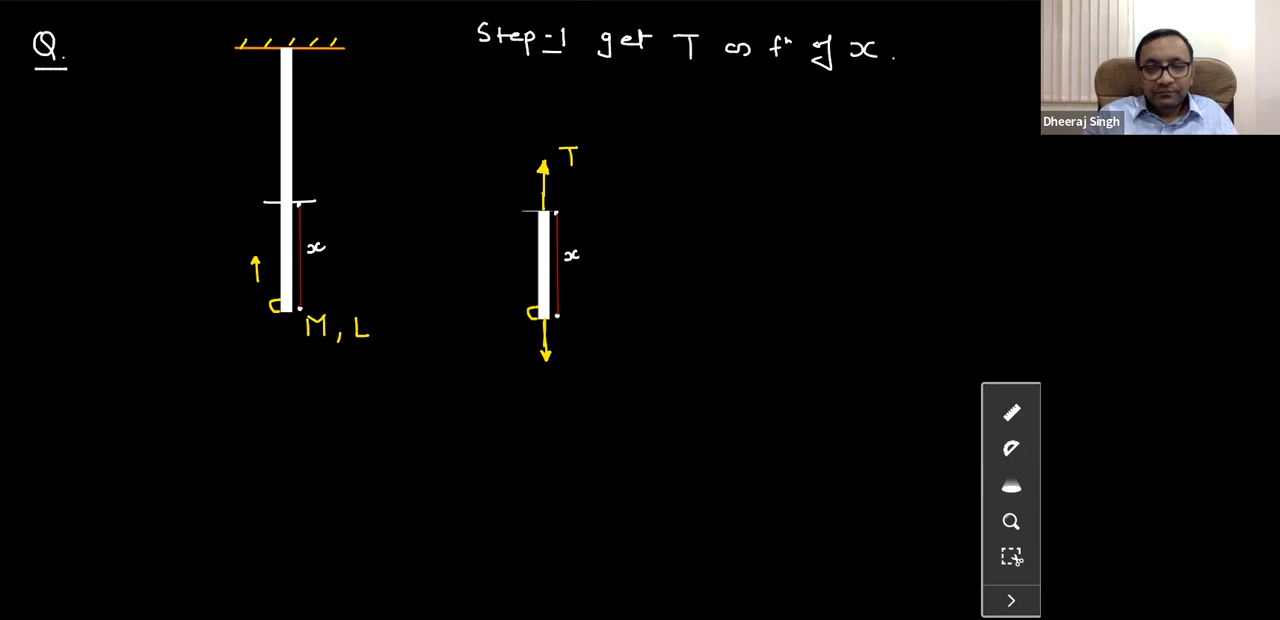 Q.
Step-1 get T as fⁿ of x.
Dheeraj Singh
T
x
x
M, L